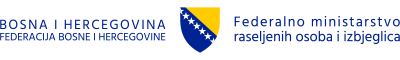 BOSNA I HERCEGOVINA
FEDERACIJA BOSNE I HERCEGOVINE
Federalno ministarstvo
raseljenih osoba i izbjeglica